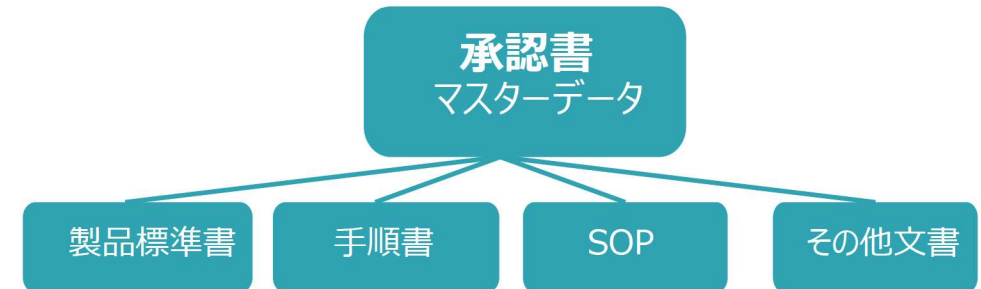 承認書
マスターデータ
製品標準書
手順書
SOP
その他文書